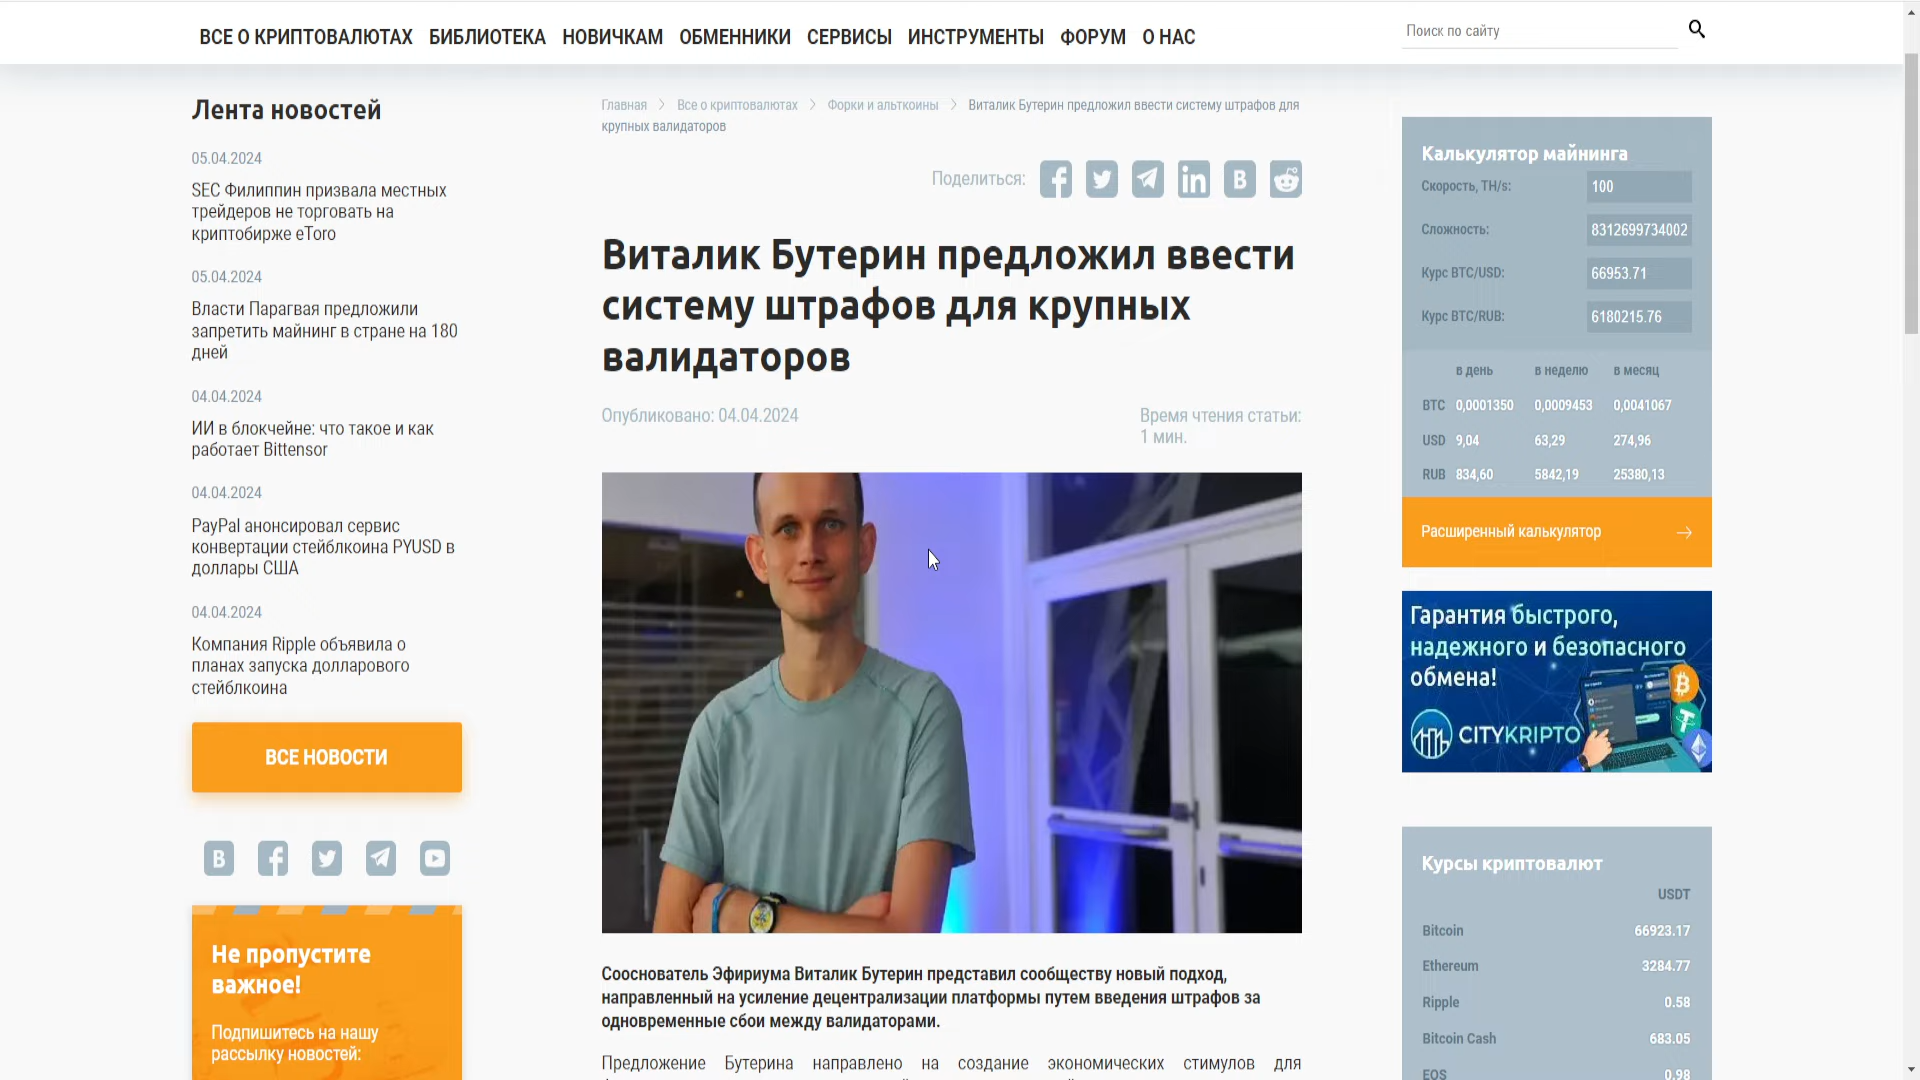 ВСЕ О КРИПТОВАЛЮТАХ БИБЛИОТЕКА НОВИЧКАМ ОБМЕННИКИ СЕРВИСЫ ИНСТРУМЕНТЫ ФОРУМ О НАС
Поиск по сайту
Лента новостей
05.04.2024
SEC Филиппин призвала местных
трейдеров не торговать на
криптобирже eToro
05.04.2024
Власти Парагвая предложили
запретить майнинг в стране на 180
дней
04.04.2024
ИИ в блокчейне: что такое и как
работает Bittensor
04.04.2024
PayPal анонсировал сервис
конвертации стейблкоина PYUSD в
доллары США
04.04.2024
Компания Ripple объявила о
планах запуска долларового
стейблкоина
ВСЕ НОВОСТИ
Не пропустите
важное!
Подпишитесь на нашу
рассылку новостей:
Главная > Все о криптовалютах > Форки и альткоины > Виталик Бутерин предложил ввести систему штрафов для
крупных валидаторов
Поделиться:
Виталик Бутерин предложил ввести
систему штрафов для крупных
валидаторов
Опубликовано: 04.04.2024
Время чтения статьи:
1 мин.
Сооснователь Эфириума Виталик Бутерин представил сообществу новый подход,
направленный на усиление децентрализации платформы путем введения штрафов за
одновременные сбои между валидаторами.
Предложение Бутерина направлено на создание экономических стимулов для
Калькулятор майнинга
Скорость, TH/s: 100
Сложность: 8312699734002
Курс BTC/USD: 66953.71
Курс BTC/RUB: 6180215.76
в день в неделю в месяц
BTC 0,0001350 0,0009453 0,0041067
USD 9,04 63,29 274,96
RUB 834,60 5842,19 25380,13
Расширенный калькулятор →
Гарантия быстрого,
надежного и безопасного
обмена!
CITYKRIPTO
Курсы криптовалют
USDT
Bitcoin 66923.17
Ethereum 3284.77
Ripple 0.58
Bitcoin Cash 683.05
EOS 0.98